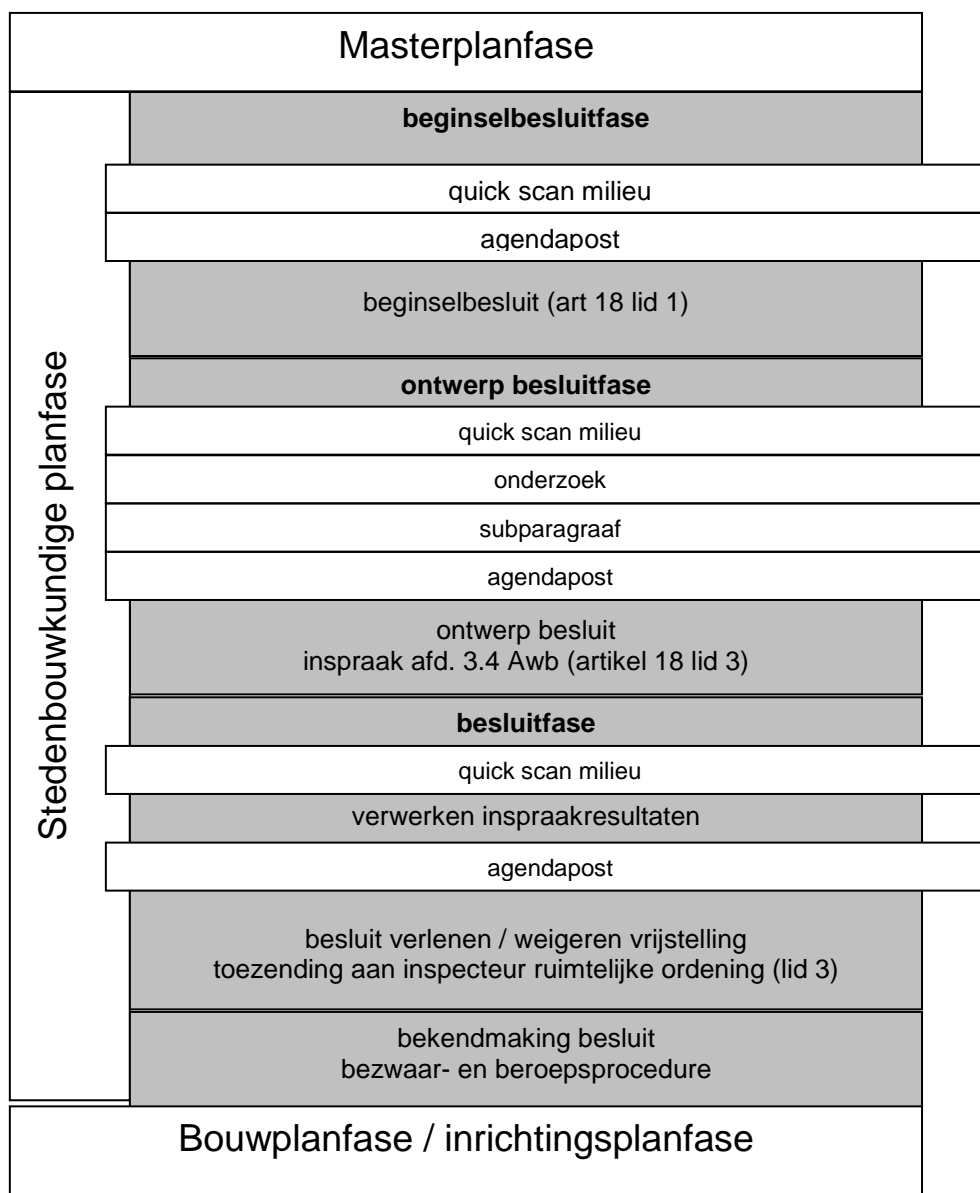 Masterplanfase
Stedenbouwkundige planfase
beginselbesluitfase
quick scan milieu
agendapost
beginselbesluit (art 18 lid 1)
ontwerp besluitfase
quick scan milieu
onderzoek
subparagraaf
agendapost
ontwerp besluit
inspraak afd. 3.4 Awb (artikel 18 lid 3)
besluitfase
quick scan milieu
verwerken inspraakresultaten
agendapost
besluit verlenen / weigeren vrijstelling
toezending aan inspecteur ruimtelijke ordening (lid 3)
bekendmaking besluit
bezwaar- en beroepsprocedure
Bouwplanfase / inrichtingsplanfase